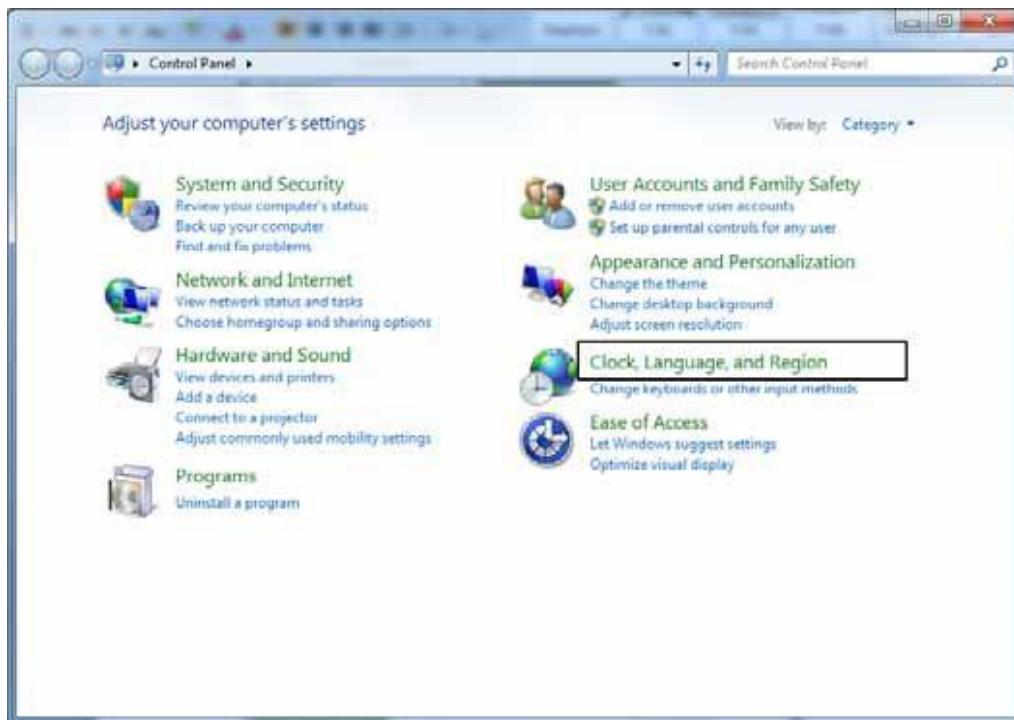 Control Panel
Search Control Panel
Adjust your computer's settings
View by: Category
System and Security
Review your computer's status
Back up your computer
Find and fix problems
Network and Internet
View network status and tasks
Choose homegroup and sharing options
Hardware and Sound
View devices and printers
Add a device
Connect to a projector
Adjust commonly used mobility settings
Programs
Uninstall a program
User Accounts and Family Safety
Add or remove user accounts
Set up parental controls for any user
Appearance and Personalization
Change the theme
Change desktop background
Adjust screen resolution
Clock, Language, and Region
Change keyboards or other input methods
Ease of Access
Let Windows suggest settings
Optimize visual display